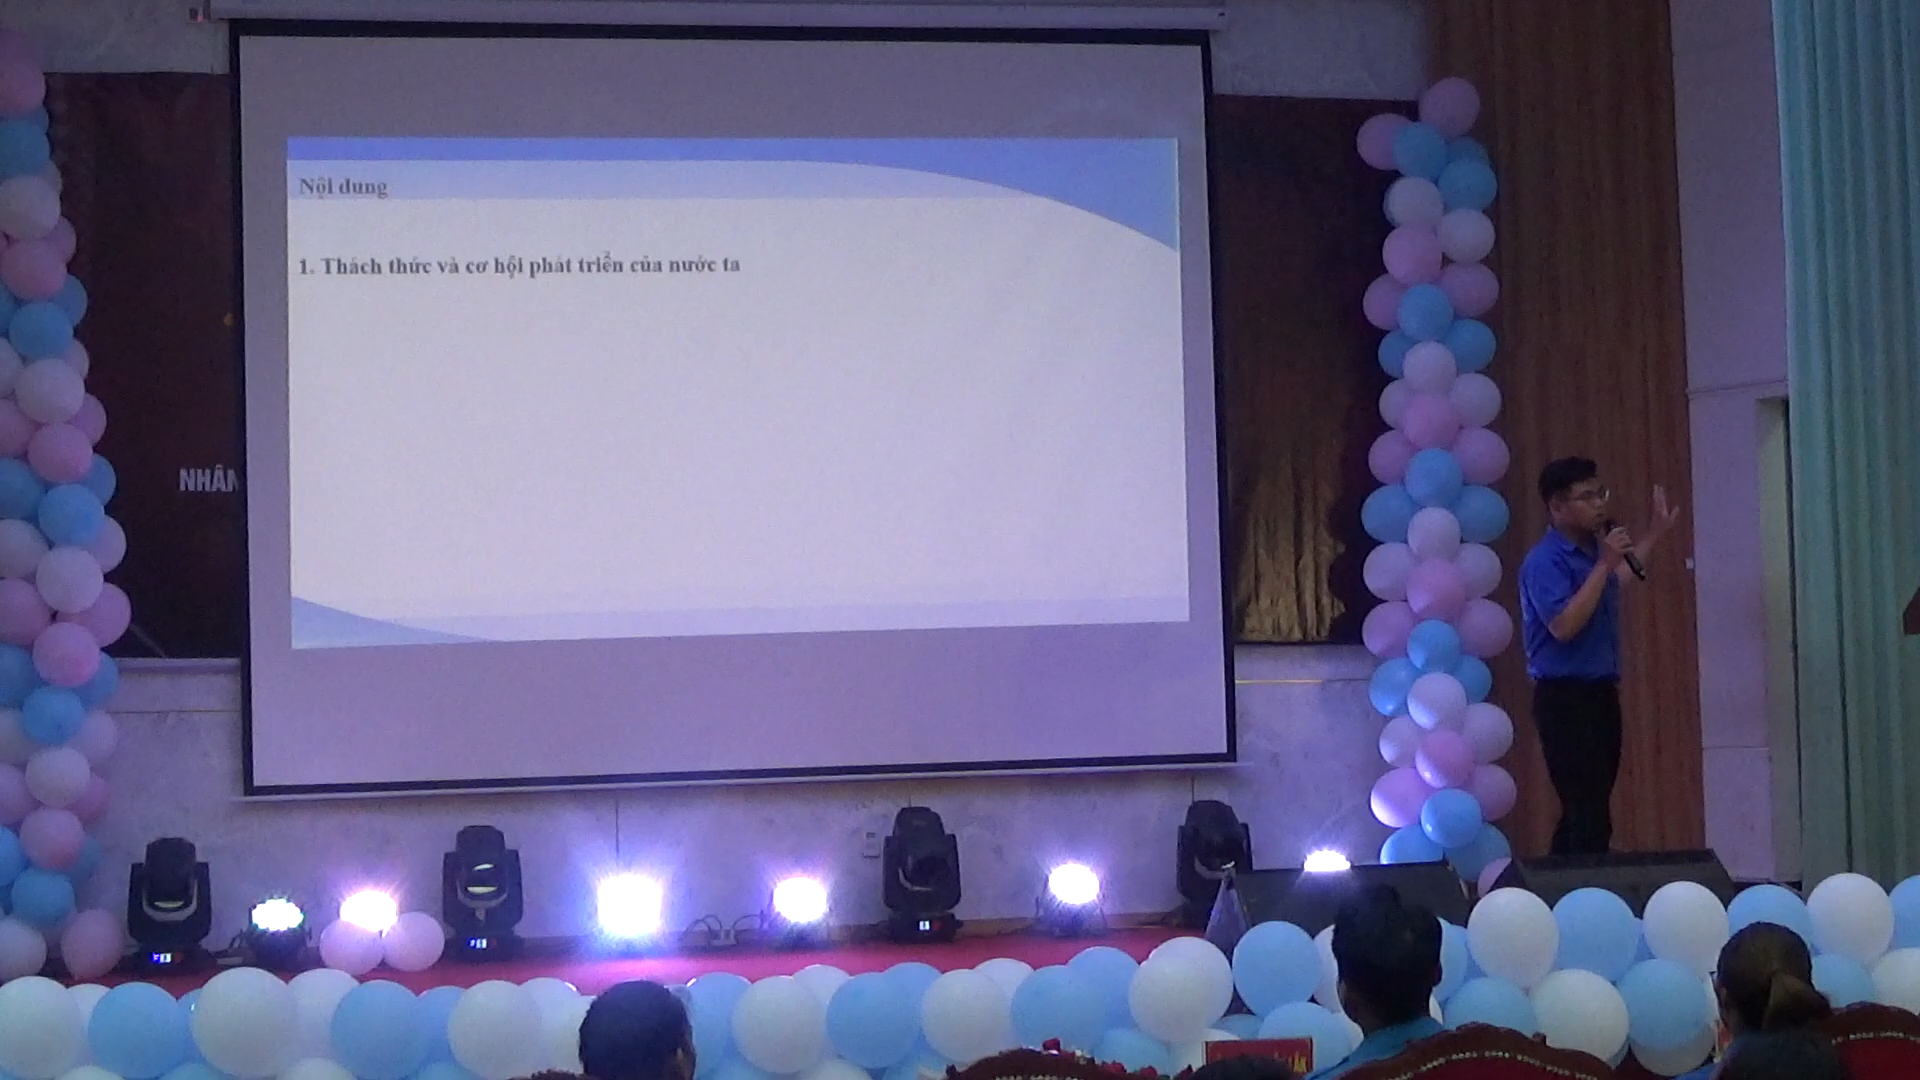 Nội dung
1. Thách thức và cơ hội phát triển của nước ta
NHÂN